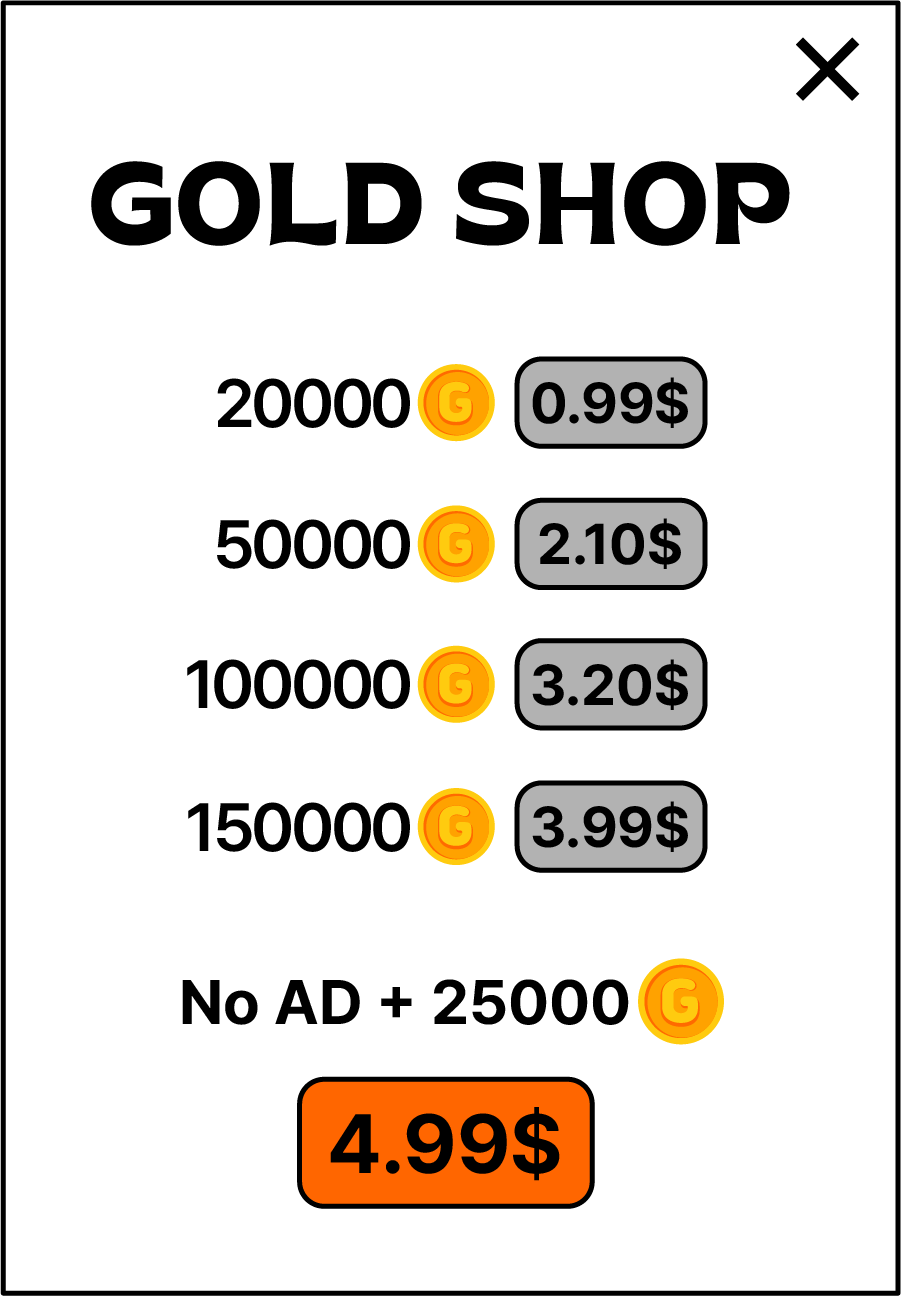 GOLD SHOP
20000 G 0.99$
50000 G 2.10$
100000 G 3.20$
150000 G 3.99$
No AD + 25000 G
4.99$